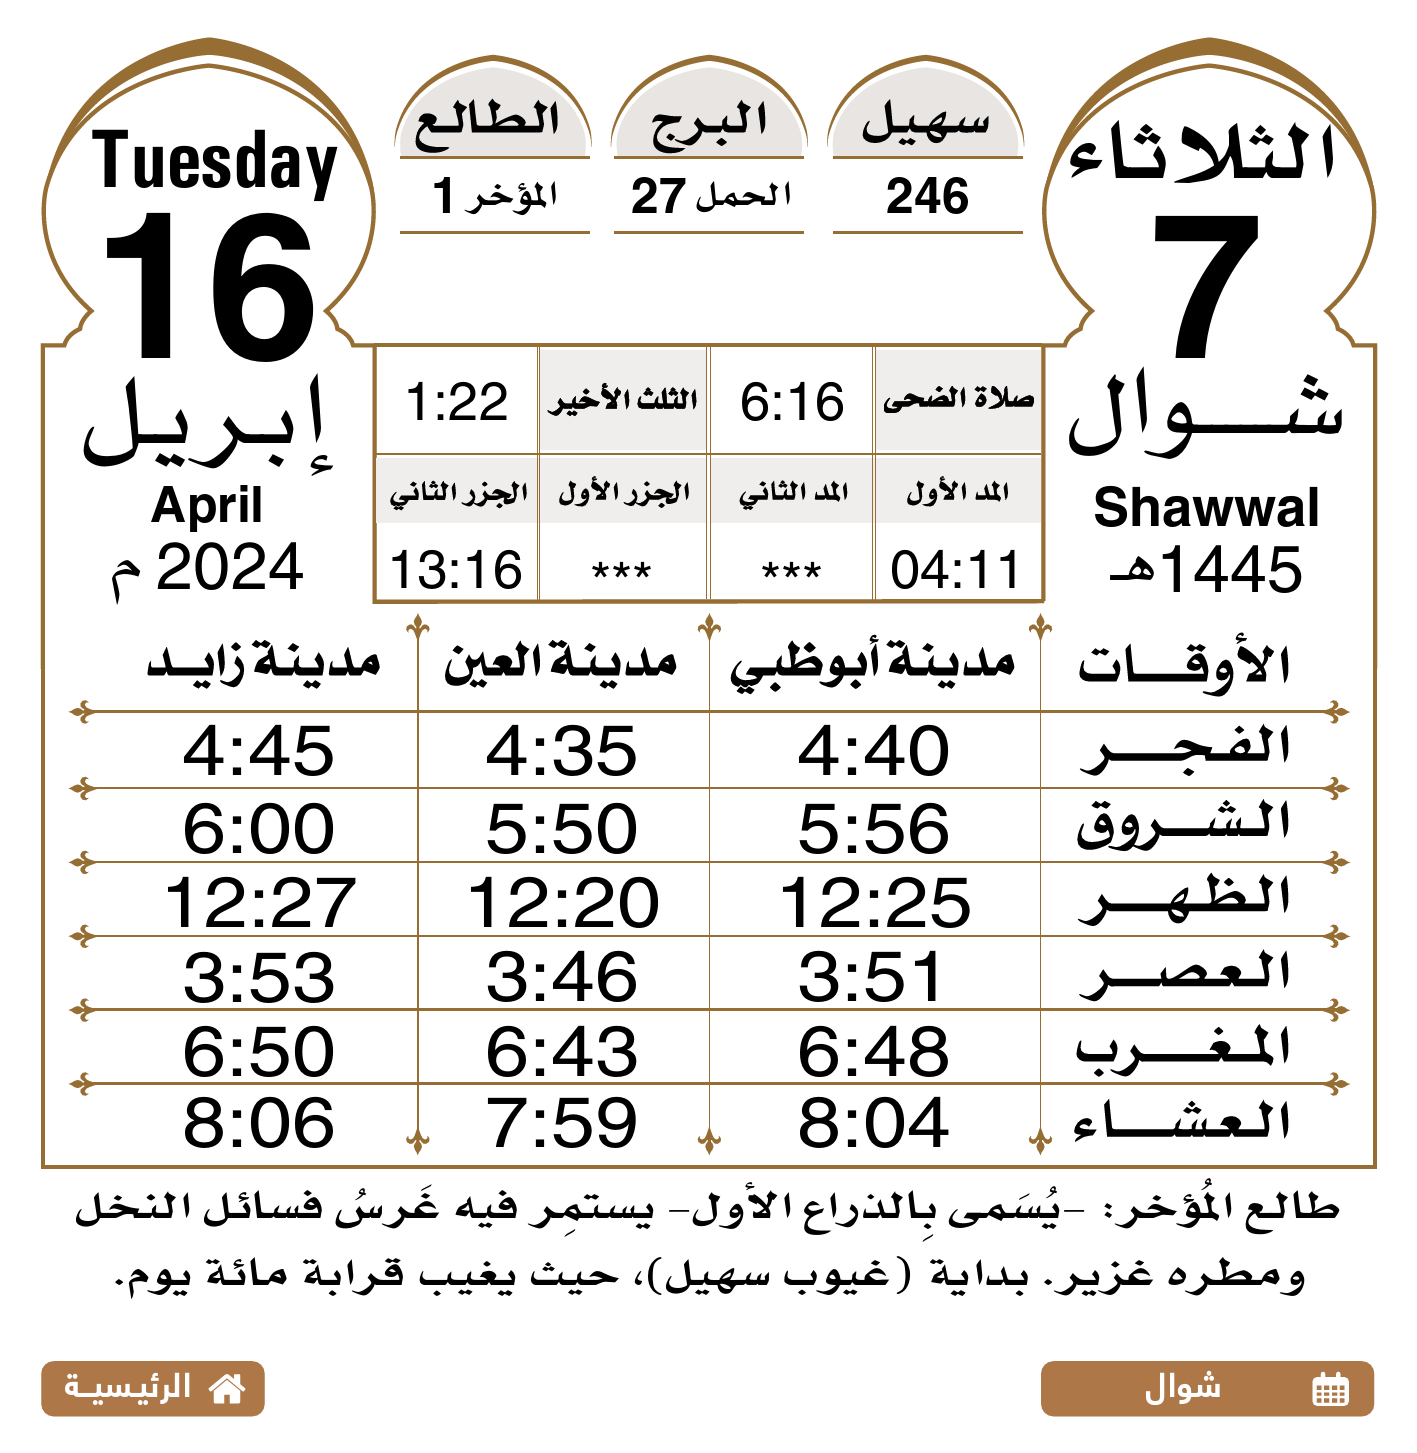 الثلاثاء
7
شـــوال
Shawwal
1445هـ
سهيل
246
البرج
الحمل 27
الطالع
المؤخر 1
Tuesday
16
إبريل
April
2024 م
صلاة الضحى 6:16 الثلث الأخير 1:22
المد الأول المد الثاني الجزر الأول الجزر الثاني
04:11 *** *** 13:16
الأوقـــات مدينة أبوظبي مدينة العين مدينة زايـد
الفجـــر 4:40 4:35 4:45
الشـــروق 5:56 5:50 6:00
الظهـــر 12:25 12:20 12:27
العصـــر 3:51 3:46 3:53
المغـــرب 6:48 6:43 6:50
العشـــاء 8:04 7:59 8:06
طالع المُؤخر: -يُسَمى بِالذراع الأول- يستمِر فيه غَرسُ فسائل النخل
ومطره غزير. بداية (غيوب سهيل)، حيث يغيب قرابة مائة يوم.
شوال
الرئيسيـة